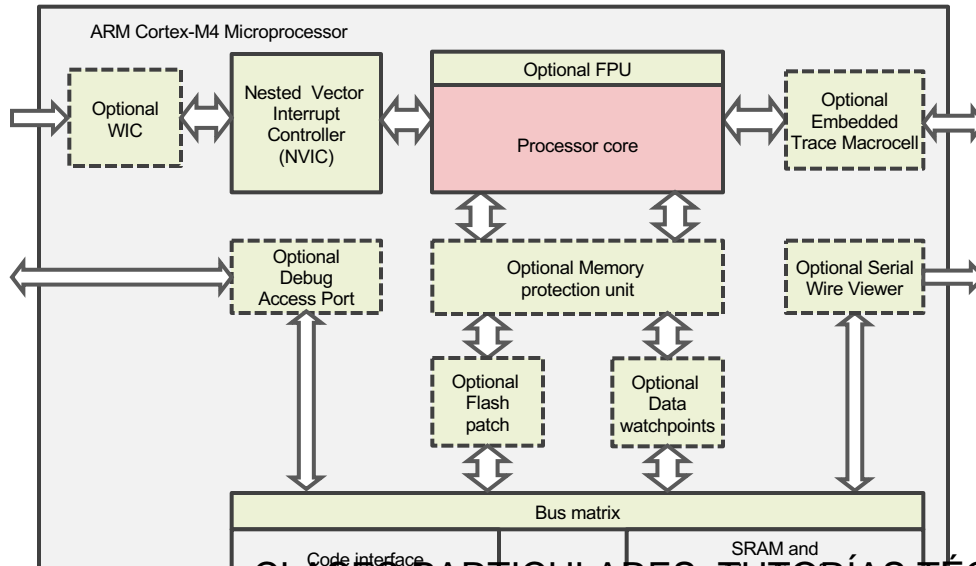 ARM Cortex-M4 Microprocessor
Optional
WIC
Nested Vector
Interrupt
Controller
(NVIC)
Optional FPU
Processor core
Optional
Embedded
Trace Macrocell
Optional
Debug
Access Port
Optional Memory
protection unit
Optional Serial
Wire Viewer
Optional
Flash
patch
Optional
Data
watchpoints
Bus matrix
Code interface
SRAM and
PARTICULARES, TUTORÍAS